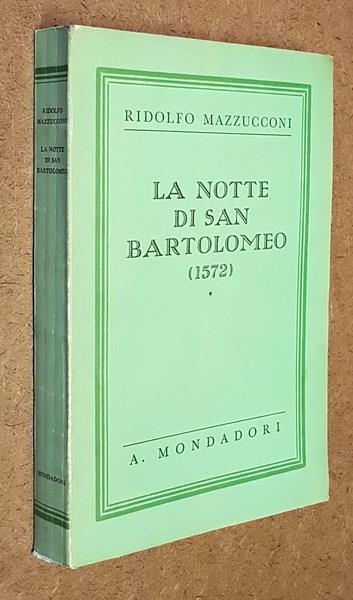 RIDOLFO
MAZZUCCONI
LA NOTTE
DI SAN
BARTOLOMEO
MONDADORI
RIDOLFO MAZZUCCONI
LA NOTTE
DI SAN
BARTOLOMEO
(1572)
*
A. MONDADORI